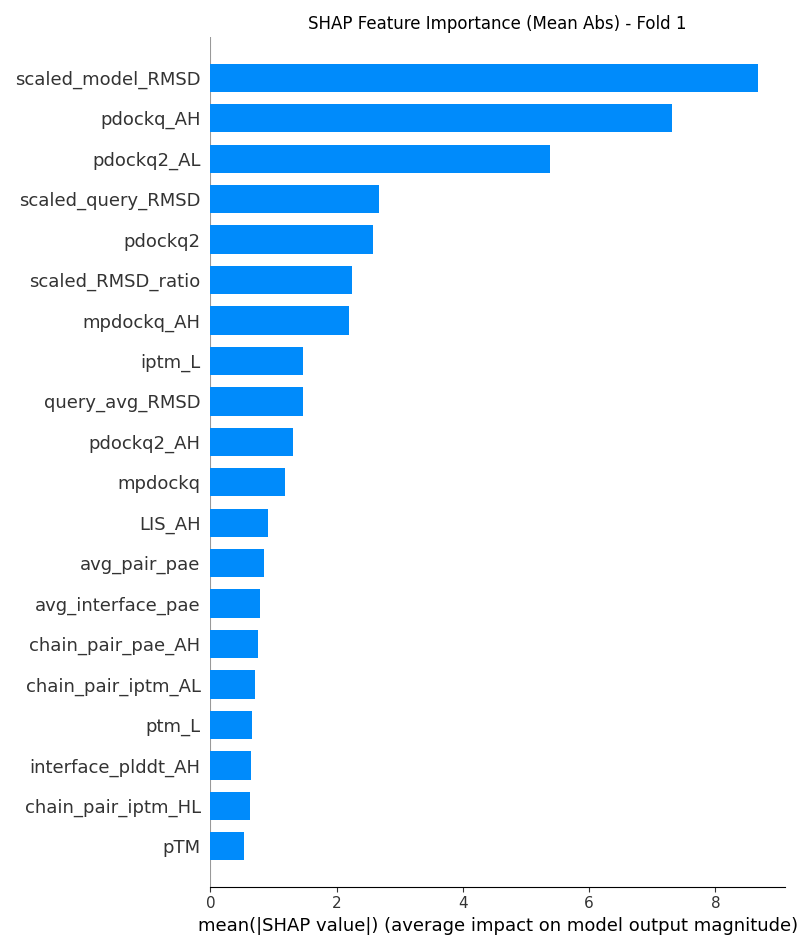 SHAP Feature Importance (Mean Abs) - Fold 1
scaled_model_RMSD
pdockq_AH
pdockq2_AL
scaled_query_RMSD
pdockq2
scaled_RMSD_ratio
mpdockq_AH
iptm_L
query_avg_RMSD
pdockq2_AH
mpdockq
LIS_AH
avg_pair_pae
avg_interface_pae
chain_pair_pae_AH
chain_pair_iptm_AL
ptm_L
interface_plddt_AH
chain_pair_iptm_HL
pTM
0 2 4 6 8
mean(|SHAP value|) (average impact on model output magnitude)